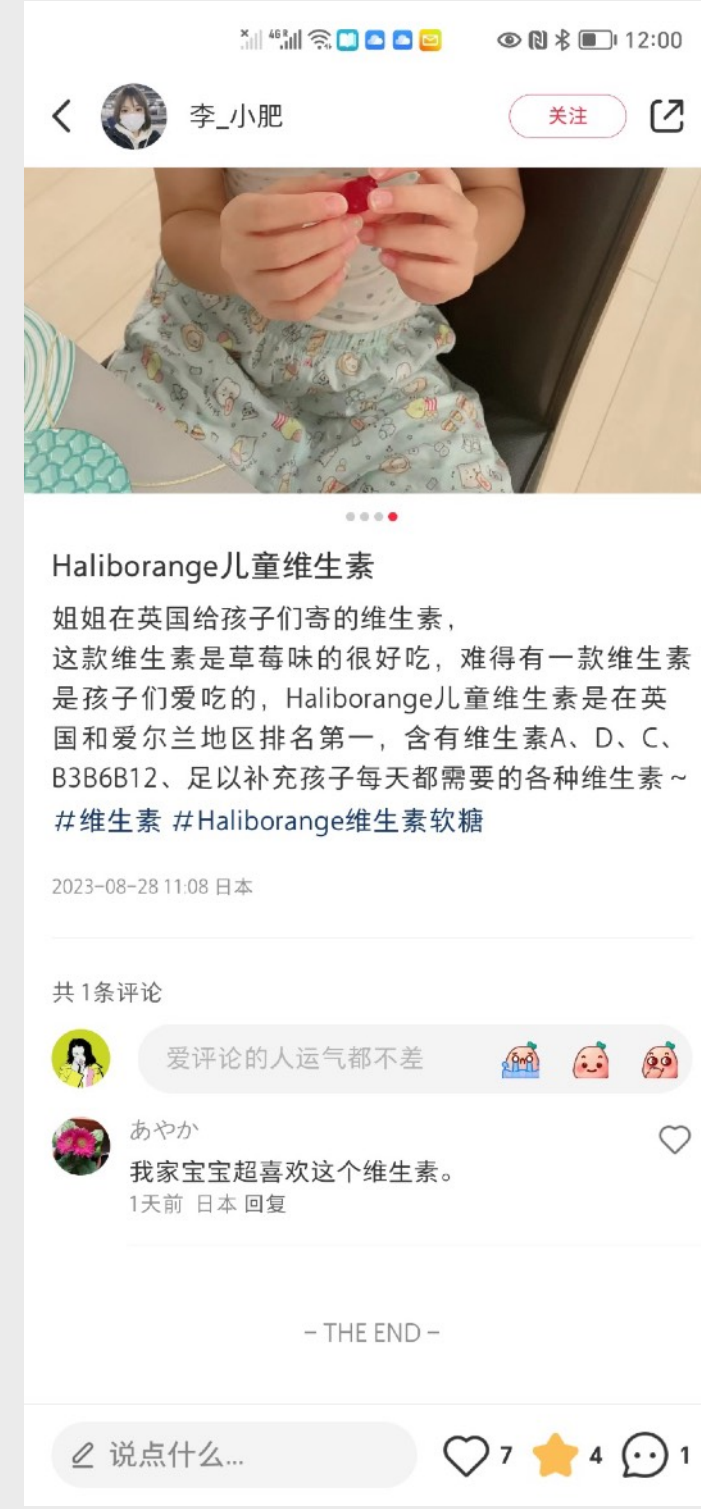 46 12:00
李_小肥 关注
Haliborange儿童维生素
姐姐在英国给孩子们寄的维生素，
这款维生素是草莓味的很好吃，难得有一款维生素
是孩子们爱吃的，Haliborange儿童维生素是在英
国和爱尔兰地区排名第一，含有维生素A、D、C、
B3B6B12、足以补充孩子每天都需要的各种维生素～
#维生素 #Haliborange维生素软糖
2023-08-28 11:08 日本
共 1条评论
爱评论的人运气都不差
あやか
我家宝宝超喜欢这个维生素。
1天前 日本 回复
- THE END -
说点什么... 7 4 1